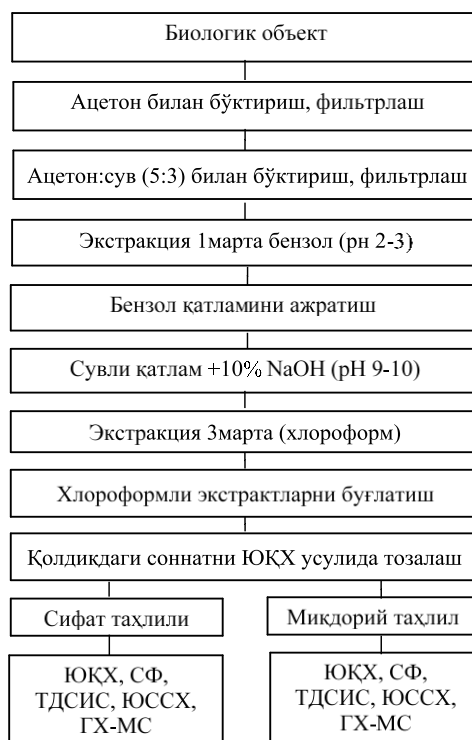 Биологик объект
Ацетон билан бўктириш, фильтрлаш
Ацетон:сув (5:3) билан бўктириш, фильтрлаш
Экстракция 1марта бензол (рн 2-3)
Бензол қатламини ажратиш
Сувли қатлам +10% NaOH (pH 9-10)
Экстракция 3марта (хлороформ)
Хлороформли экстрактларни буғлатиш
Қолдикдаги соннатни ЮҚХ усулида тозалаш
Сифат таҳлили
Миқдорий таҳлил
ЮҚХ, СФ,
ТДСИС, ЮССХ,
ГХ-МС
ЮҚХ, СФ,
ТДСИС, ЮССХ,
ГХ-МС